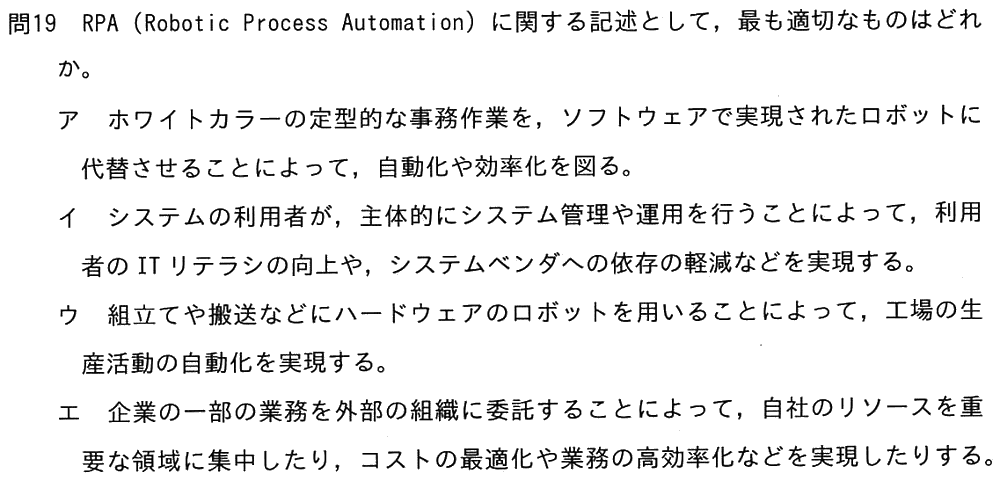 問19　RPA (Robotic Process Automation) に関する記述として，最も適切なものはどれ
か。
ア　ホワイトカラーの定型的な事務作業を，ソフトウェアで実現されたロボットに
代替させることによって，自動化や効率化を図る。
イ　システムの利用者が，主体的にシステム管理や運用を行うことによって，利用
者の IT リテラシの向上や，システムベンダへの依存の軽減などを実現する。
ウ　組立てや搬送などにハードウェアのロボットを用いることによって，工場の生
産活動の自動化を実現する。
エ　企業の一部の業務を外部の組織に委託することによって，自社のリソースを重
要な領域に集中したり，コストの最適化や業務の高効率化などを実現したりする。